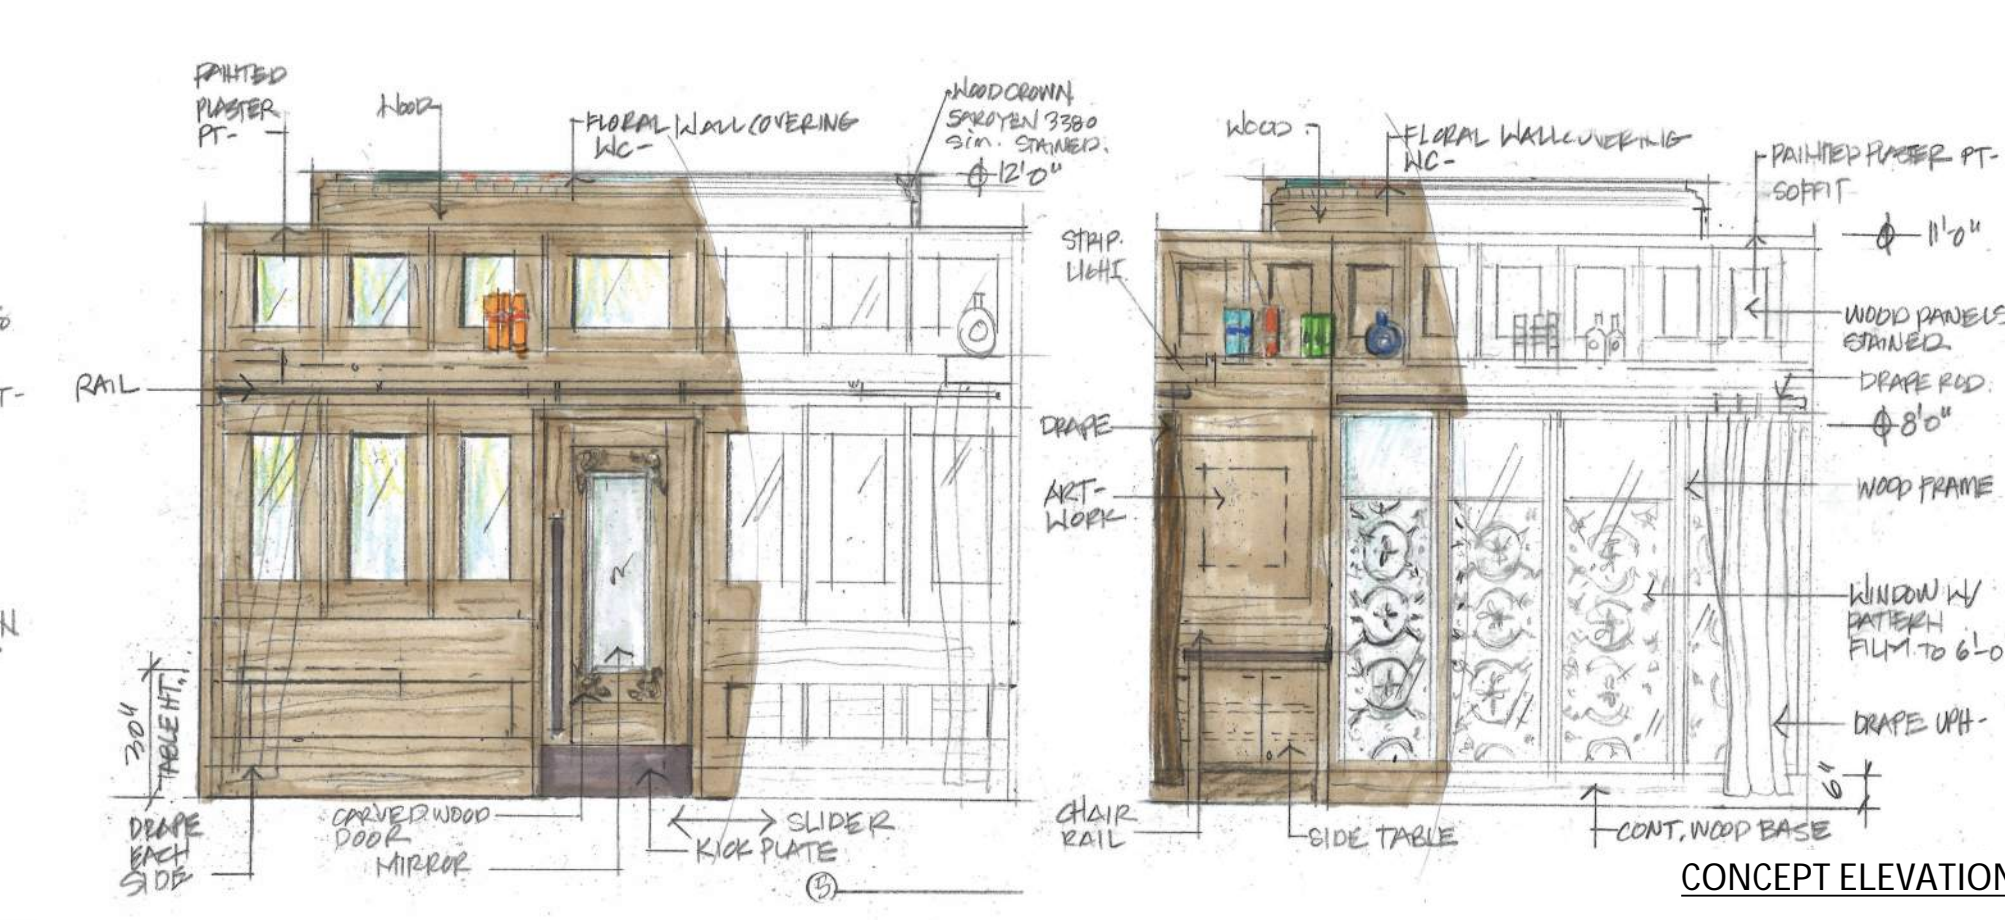 PAINTED
PLASTER
PT-
WOOD
FLORAL WALLCOVERING
WC-
WOOD CROWN
SAROYEN 3380
SIM. STAINED.
12'0"
RAIL
30"
TABLE HT.
DRAPE
EACH
SIDE
CARVED WOOD
DOOR
MIRROR
KICK PLATE
SLIDER
5
WOOD
FLORAL WALLCOVERING
WC-
PAINTED PLASTER PT-
SOFFIT
11'0"
STRIP
LIGHT
WOOD PANELS
STAINED
DRAPE ROD.
8'0"
DRAPE
ART-
WORK
WOOD FRAME
WINDOW W/
PATTERN
FILM TO 6'-0
DRAPE UPH-
6"
CHAIR
RAIL
SIDE TABLE
CONT. WOOD BASE
CONCEPT ELEVATION